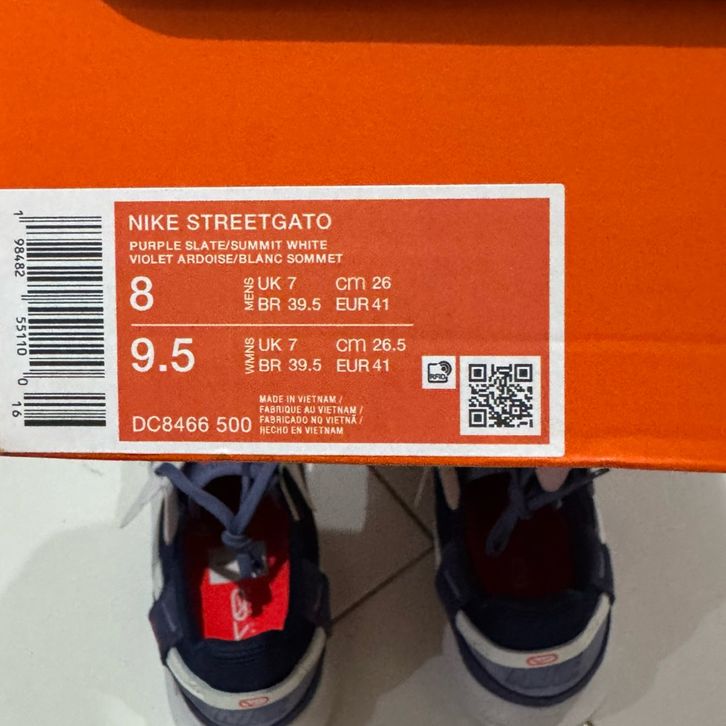 NIKE STREETGATO
PURPLE SLATE/SUMMIT WHITE
VIOLET ARDOISE/BLANC SOMMET
8 MENS UK 7 cm 26
BR 39.5 EUR 41
9.5 WMNS UK 7 cm 26.5
BR 39.5 EUR 41
DC8466 500
MADE IN VIETNAM /
FABRIQUE AU VIETNAM /
FABRICADO NO VIETNÃ /
HECHO EN VIETNAM
RFID
1 98482 55110 0 16